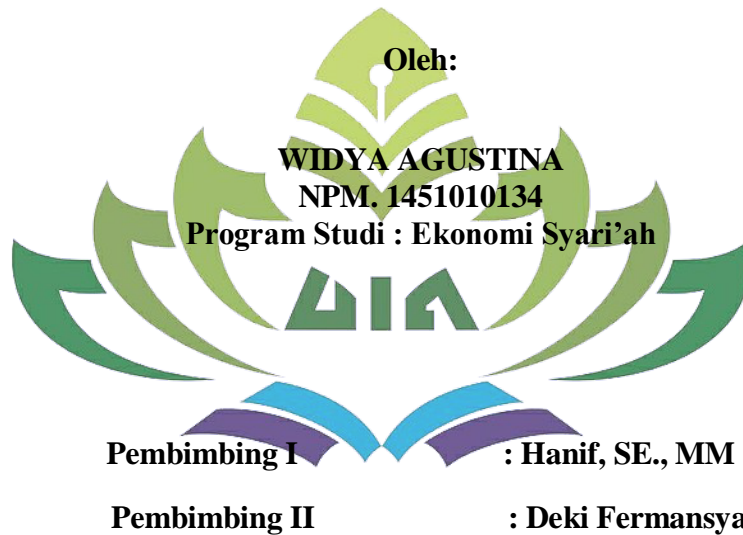 Oleh:
WIDYA AGUSTINA
NPM. 1451010134
Program Studi : Ekonomi Syari’ah
UIN
Pembimbing I : Hanif, SE., MM
Pembimbing II : Deki Fermansya